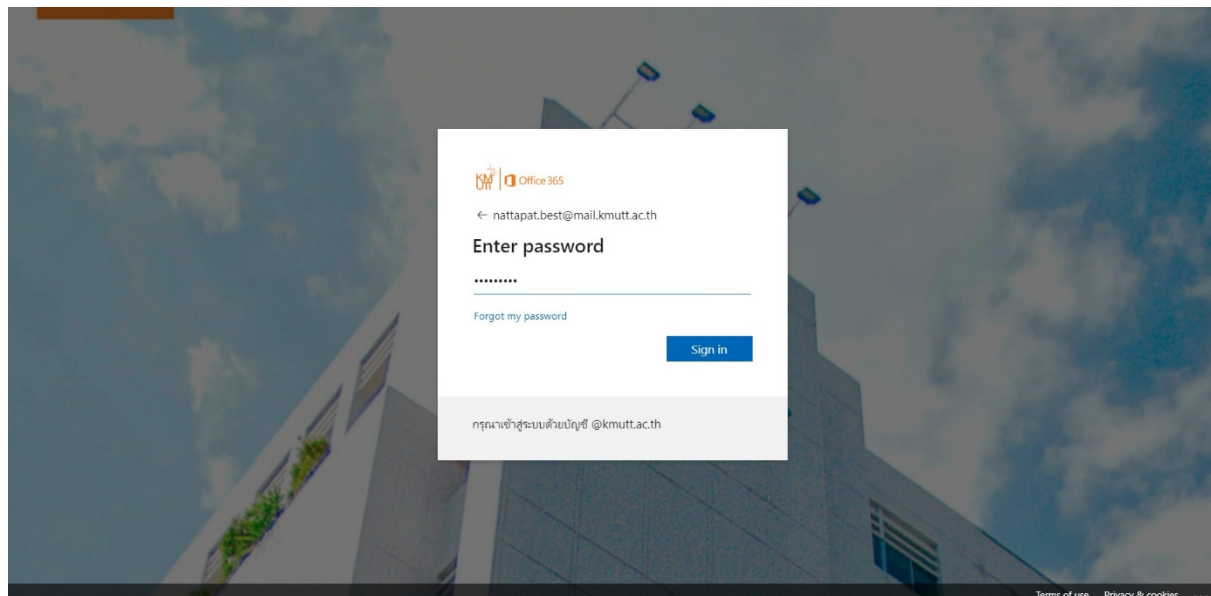 KMUTT Office 365
← nattapat.best@mail.kmutt.ac.th
Enter password
•••••••••
Forgot my password
Sign in
กรุณาเข้าสู่ระบบด้วยบัญชี @kmutt.ac.th
Terms of use Privacy & cookies ...